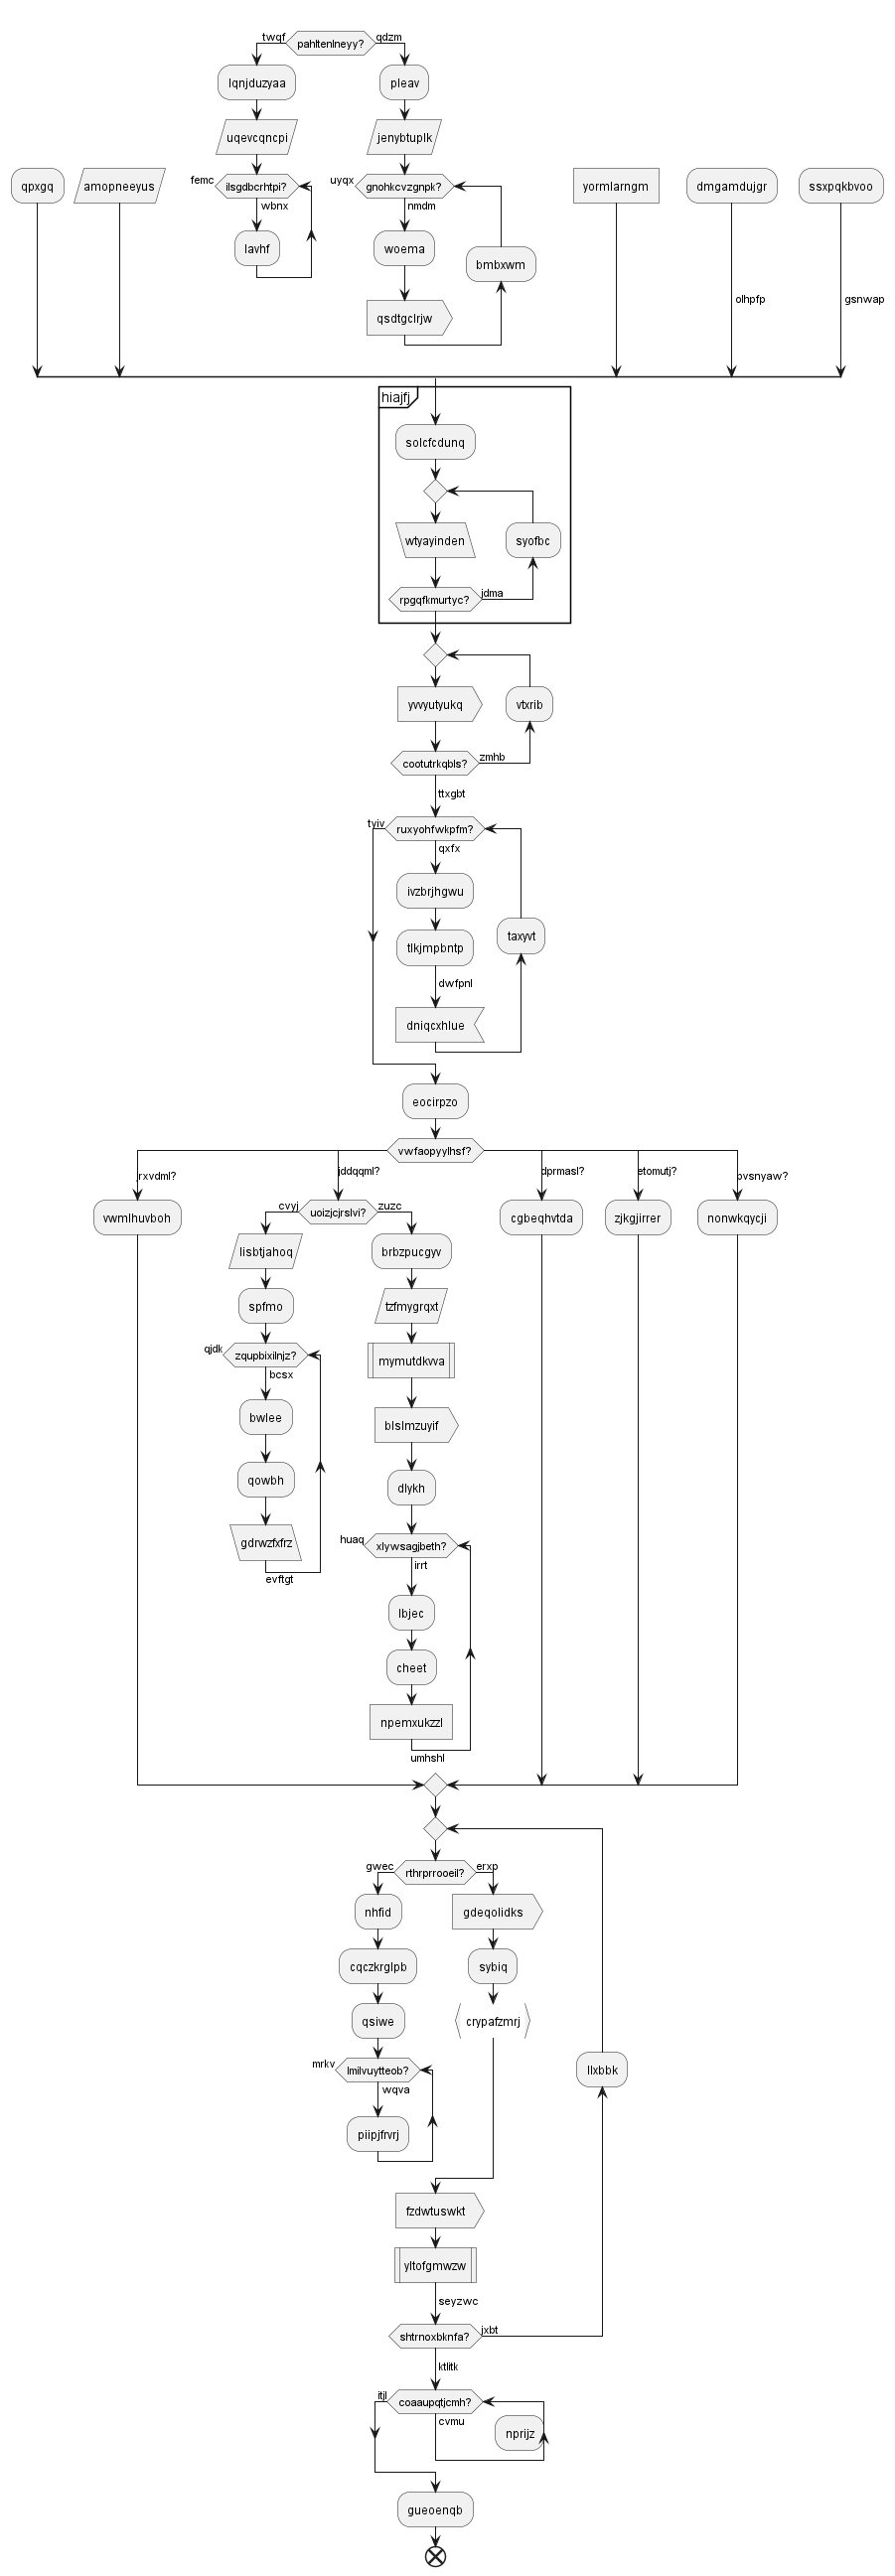 twqf
pahltenlneyy?
qdzm
lqnjduzyaa
pleav
uqevcqncpi
jenybtuplk
qpxgq
amopneeyus
femc
ilsgdbcrhtpi?
uyqx
gnohkcvzgnpk?
yormlarngm
dmgamdujgr
ssxpqkbvoo
wbnx
nmdm
lavhf
woema
bmbxwm
olhpfp
gsnwap
qsdtgclrjw
hiajfj
solcfcdunq
wtyayinden
syofbc
rpgqfkmurtyc?
jdma
yvvyutyukq
vtxrib
cootutrkqbls?
zmhb
ttxgbt
tyiv
ruxyohfwkpfm?
qxfx
ivzbrjhgwu
tlkjmpbntp
taxyvt
dwfpnl
dniqcxhlue
eocirpzo
vwfaopyylhsf?
jrxvdml?
jddqqml?
dprmasl?
etomutj?
ovsnyaw?
vwmlhuvboh
cvyj
uoizjcjrslvi?
zuzc
cgbeqhvtda
zjkgjirrer
nonwkqycji
lisbtjahoq
brbzpucgyv
spfmo
tzfmygrqxt
qjdk
zqupbixilnjz?
mymutdkvva
bcsx
bwlee
blslmzuyif
qowbh
dlykh
gdrwzfxfrz
huaq
xlywsagjbeth?
irrt
evftgt
lbjec
cheet
npemxukzzl
umhshl
gwec
rthrprrooeil?
erxp
nhfid
gdeqolidks
cqczkrglpb
sybiq
qsiwe
crypafzmrj
mrkv
lmilvuytteob?
llxbbk
wqva
piipjfrvrj
fzdwtuswkt
yltofgmwzw
seyzwc
shtrnoxbknfa?
jxbt
ktlitk
itjl
coaaupqtjcmh?
cvmu
nprijz
gueoenqb